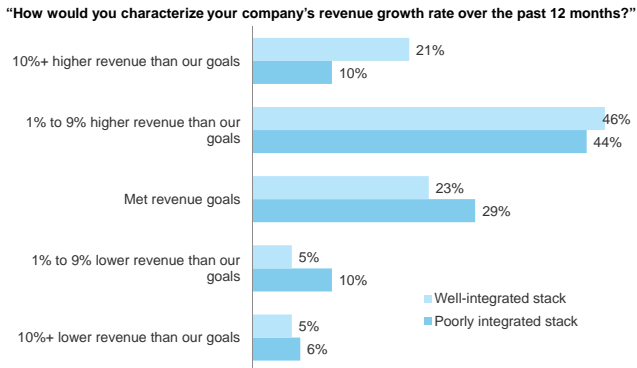 “How would you characterize your company’s revenue growth rate over the past 12 months?”
10%+ higher revenue than our goals
21%
10%
1% to 9% higher revenue than our
goals
46%
44%
Met revenue goals
23%
29%
1% to 9% lower revenue than our
goals
5%
10%
10%+ lower revenue than our goals
5%
6%
Well-integrated stack
Poorly integrated stack